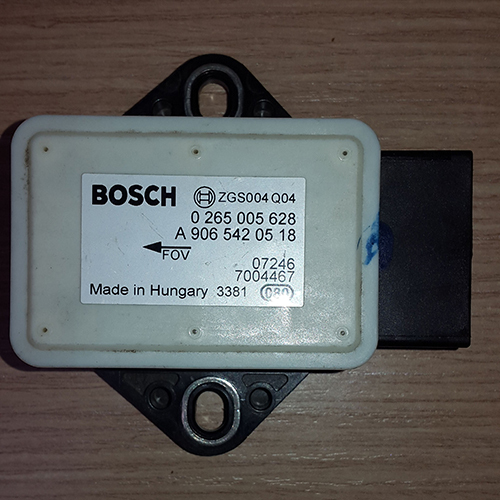 BOSCH ZGS004 Q04
0 265 005 628
A 906 542 05 18
FOV
07246
7004467
Made in Hungary 3381 080